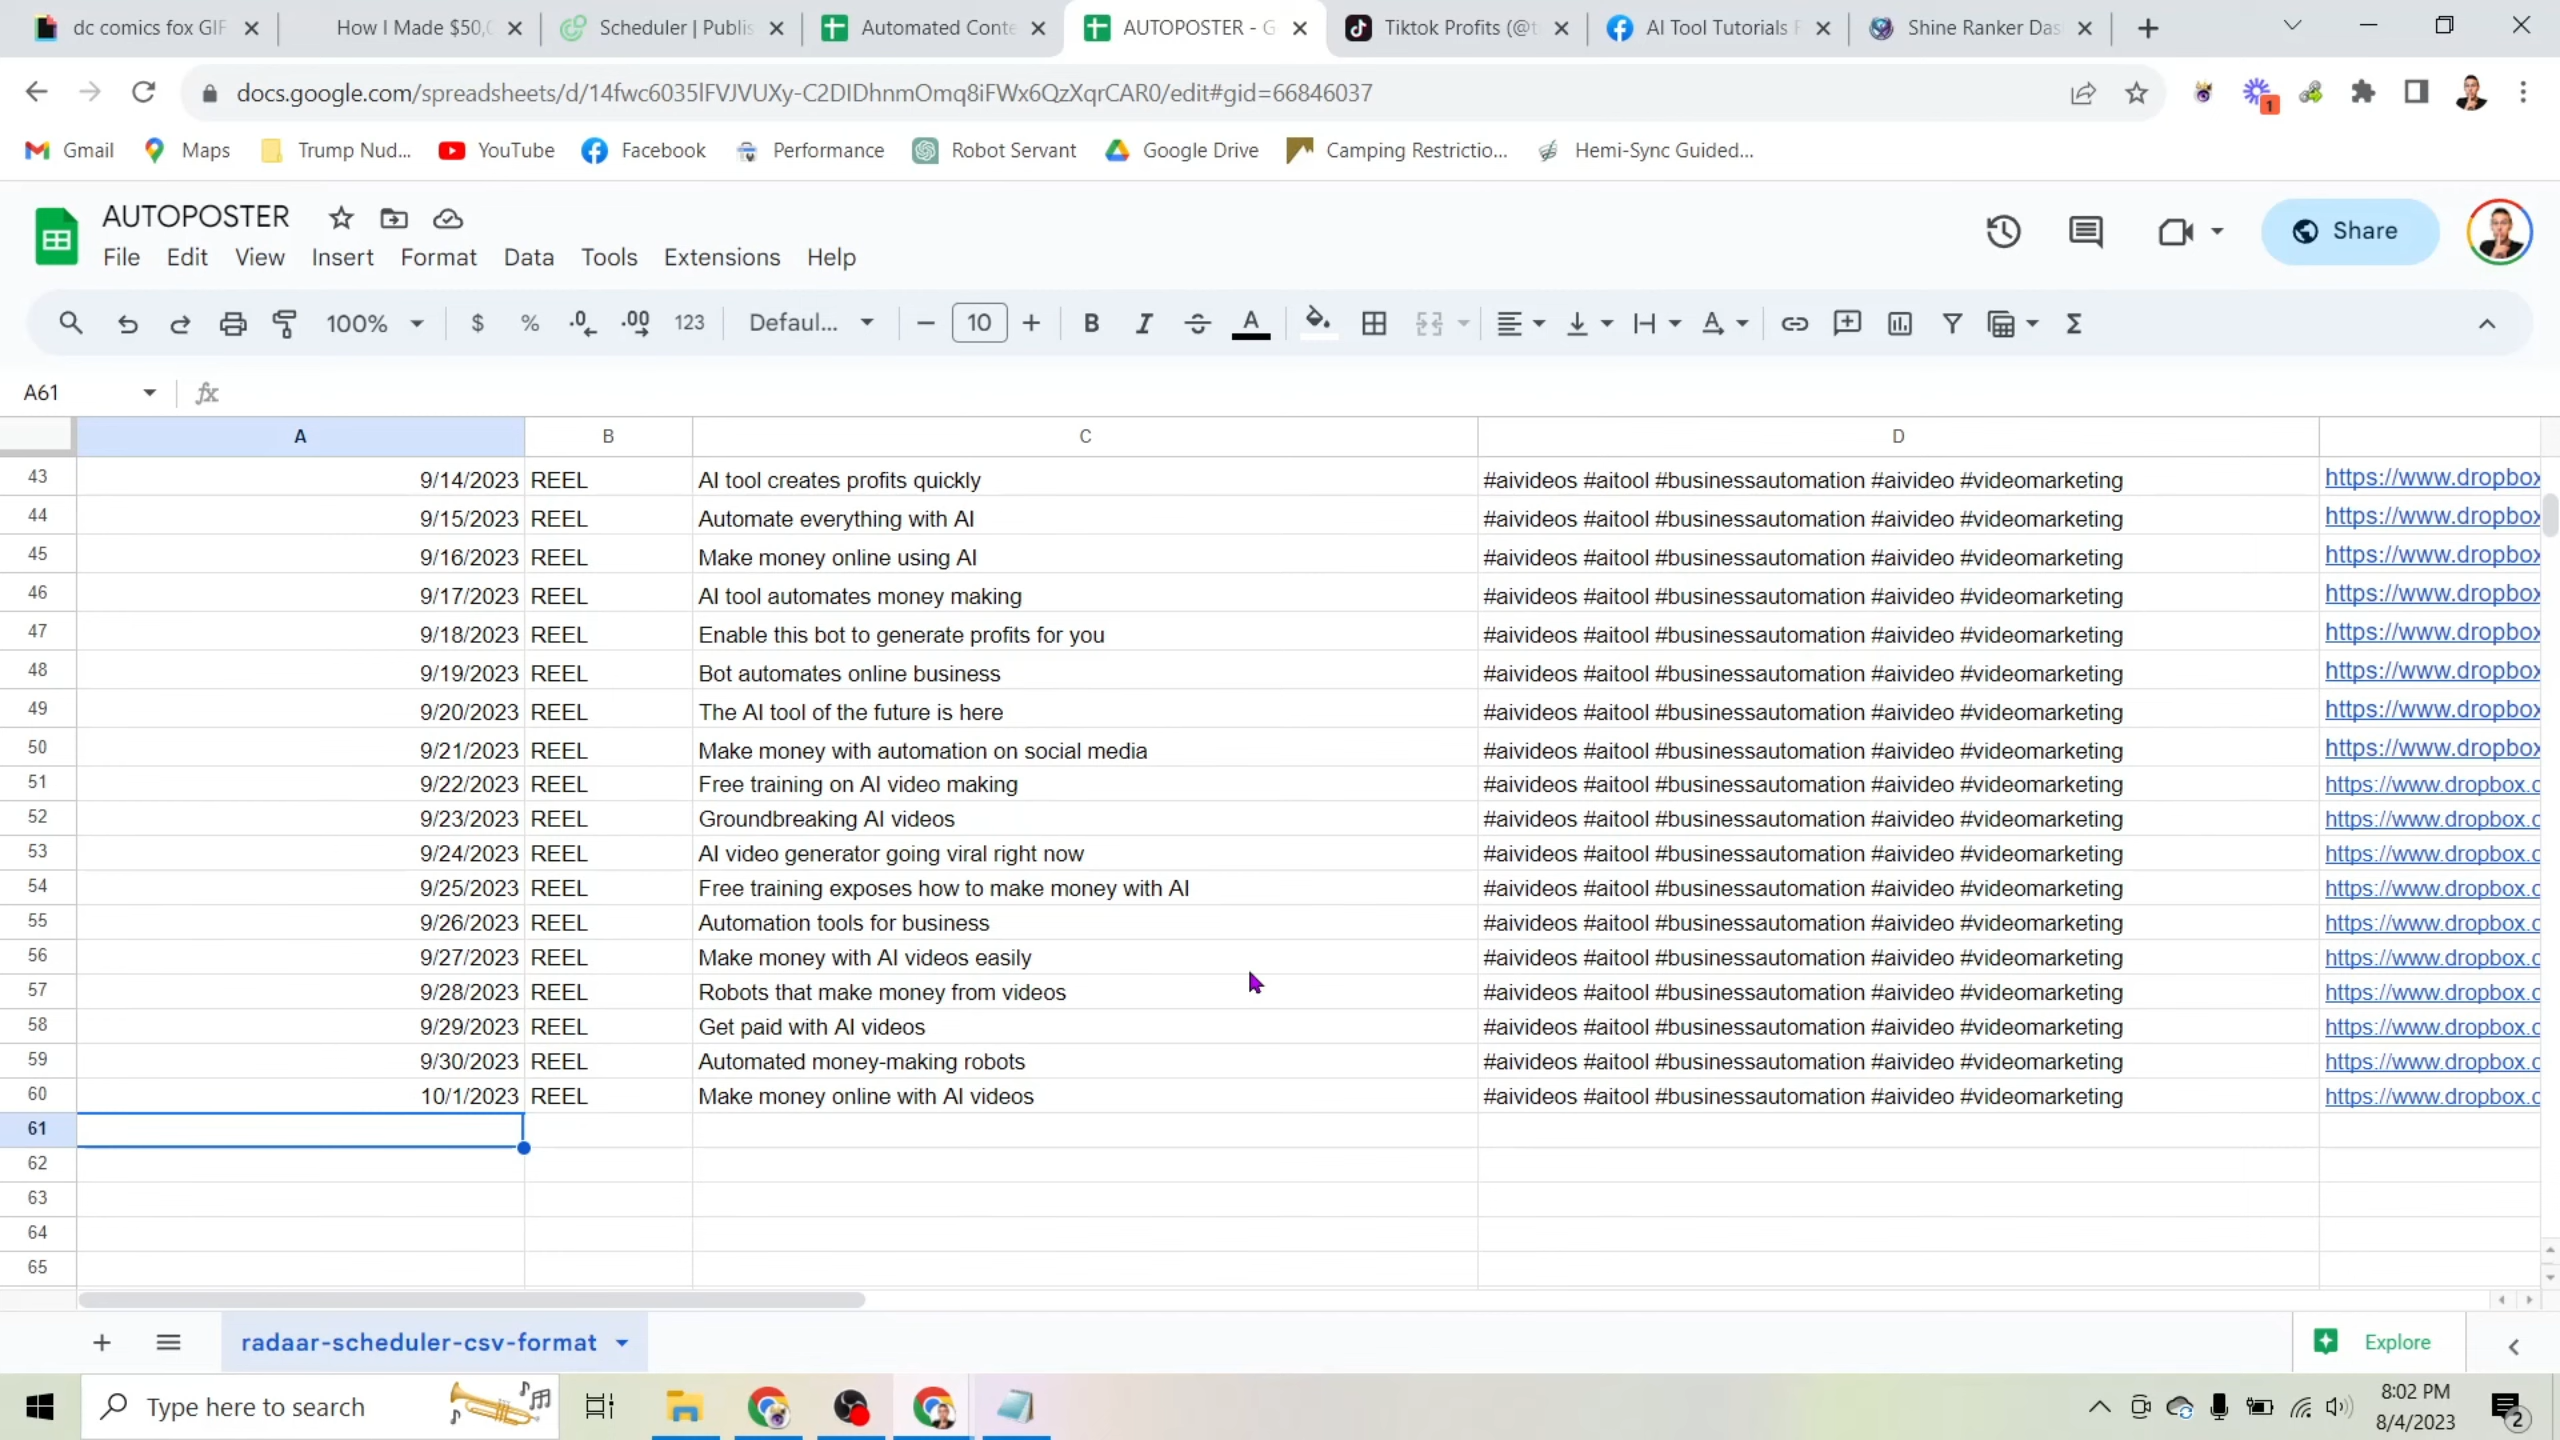 dc comics fox GIF
How I Made $50,0
Scheduler | Publis
Automated Conte
AUTOPOSTER - G
Tiktok Profits (@t
AI Tool Tutorials F
Shine Ranker Das
docs.google.com/spreadsheets/d/14fwc6035lFVJVUXy-C2DIDhnmOmq8iFWx6QzXqrCAR0/edit#gid=66846037
1
Gmail Maps Trump Nud... YouTube Facebook Performance Robot Servant Google Drive Camping Restrictio... Hemi-Sync Guided...
AUTOPOSTER
File Edit View Insert Format Data Tools Extensions Help
Share
100% $ % .0 .00 123 Defaul... 10 B I S A
A61 fx
A B C D
43 9/14/2023 REEL AI tool creates profits quickly #aivideos #aitool #businessautomation #aivideo #videomarketing https://www.dropbox
44 9/15/2023 REEL Automate everything with AI #aivideos #aitool #businessautomation #aivideo #videomarketing https://www.dropbox
45 9/16/2023 REEL Make money online using AI #aivideos #aitool #businessautomation #aivideo #videomarketing https://www.dropbox
46 9/17/2023 REEL AI tool automates money making #aivideos #aitool #businessautomation #aivideo #videomarketing https://www.dropbox
47 9/18/2023 REEL Enable this bot to generate profits for you #aivideos #aitool #businessautomation #aivideo #videomarketing https://www.dropbox
48 9/19/2023 REEL Bot automates online business #aivideos #aitool #businessautomation #aivideo #videomarketing https://www.dropbox
49 9/20/2023 REEL The AI tool of the future is here #aivideos #aitool #businessautomation #aivideo #videomarketing https://www.dropbox
50 9/21/2023 REEL Make money with automation on social media #aivideos #aitool #businessautomation #aivideo #videomarketing https://www.dropbox
51 9/22/2023 REEL Free training on AI video making #aivideos #aitool #businessautomation #aivideo #videomarketing https://www.dropbox.c
52 9/23/2023 REEL Groundbreaking AI videos #aivideos #aitool #businessautomation #aivideo #videomarketing https://www.dropbox.c
53 9/24/2023 REEL AI video generator going viral right now #aivideos #aitool #businessautomation #aivideo #videomarketing https://www.dropbox.c
54 9/25/2023 REEL Free training exposes how to make money with AI #aivideos #aitool #businessautomation #aivideo #videomarketing https://www.dropbox.c
55 9/26/2023 REEL Automation tools for business #aivideos #aitool #businessautomation #aivideo #videomarketing https://www.dropbox.c
56 9/27/2023 REEL Make money with AI videos easily #aivideos #aitool #businessautomation #aivideo #videomarketing https://www.dropbox.c
57 9/28/2023 REEL Robots that make money from videos #aivideos #aitool #businessautomation #aivideo #videomarketing https://www.dropbox.c
58 9/29/2023 REEL Get paid with AI videos #aivideos #aitool #businessautomation #aivideo #videomarketing https://www.dropbox.c
59 9/30/2023 REEL Automated money-making robots #aivideos #aitool #businessautomation #aivideo #videomarketing https://www.dropbox.c
60 10/1/2023 REEL Make money online with AI videos #aivideos #aitool #businessautomation #aivideo #videomarketing https://www.dropbox.c
61
62
63
64
65
radaar-scheduler-csv-format
Explore
Type here to search
8:02 PM
8/4/2023
2